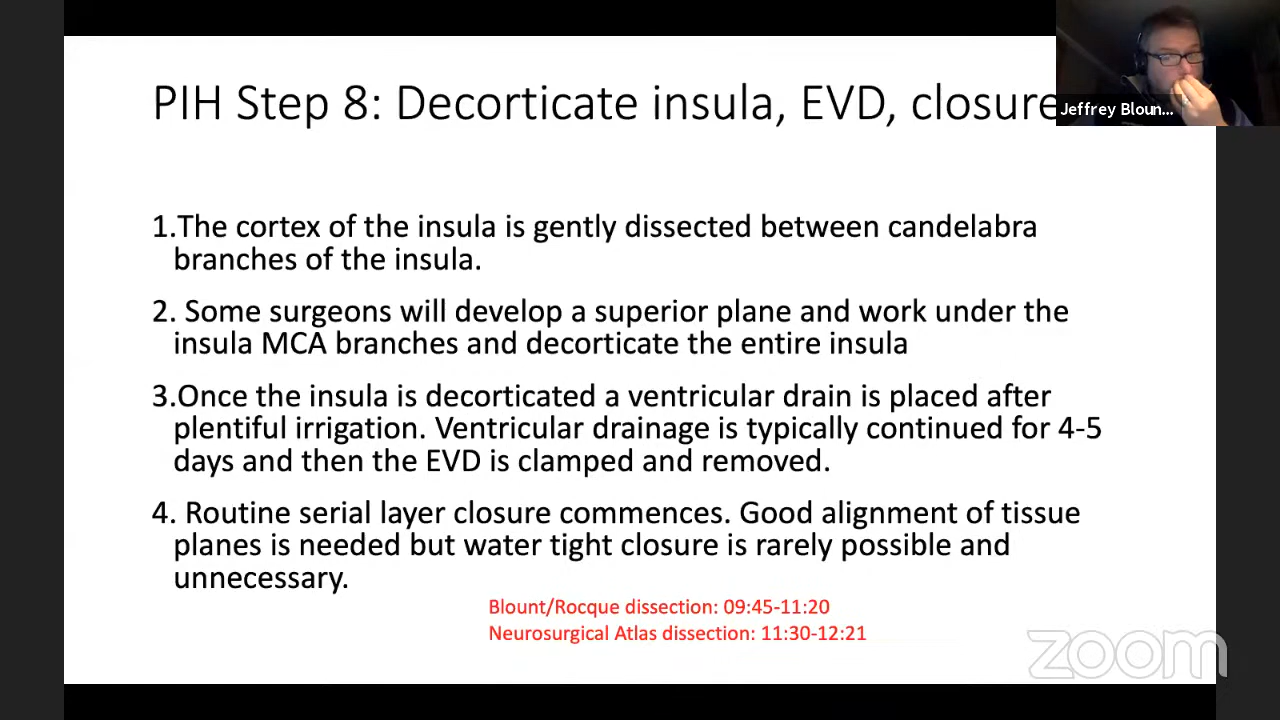 PIH Step 8: Decorticate insula, EVD, closure
Jeffrey Bloun...
1.The cortex of the insula is gently dissected between candelabra
branches of the insula.
2. Some surgeons will develop a superior plane and work under the
insula MCA branches and decorticate the entire insula
3.Once the insula is decorticated a ventricular drain is placed after
plentiful irrigation. Ventricular drainage is typically continued for 4-5
days and then the EVD is clamped and removed.
4. Routine serial layer closure commences. Good alignment of tissue
planes is needed but water tight closure is rarely possible and
unnecessary.
Blount/Rocque dissection: 09:45-11:20
Neurosurgical Atlas dissection: 11:30-12:21
zoom